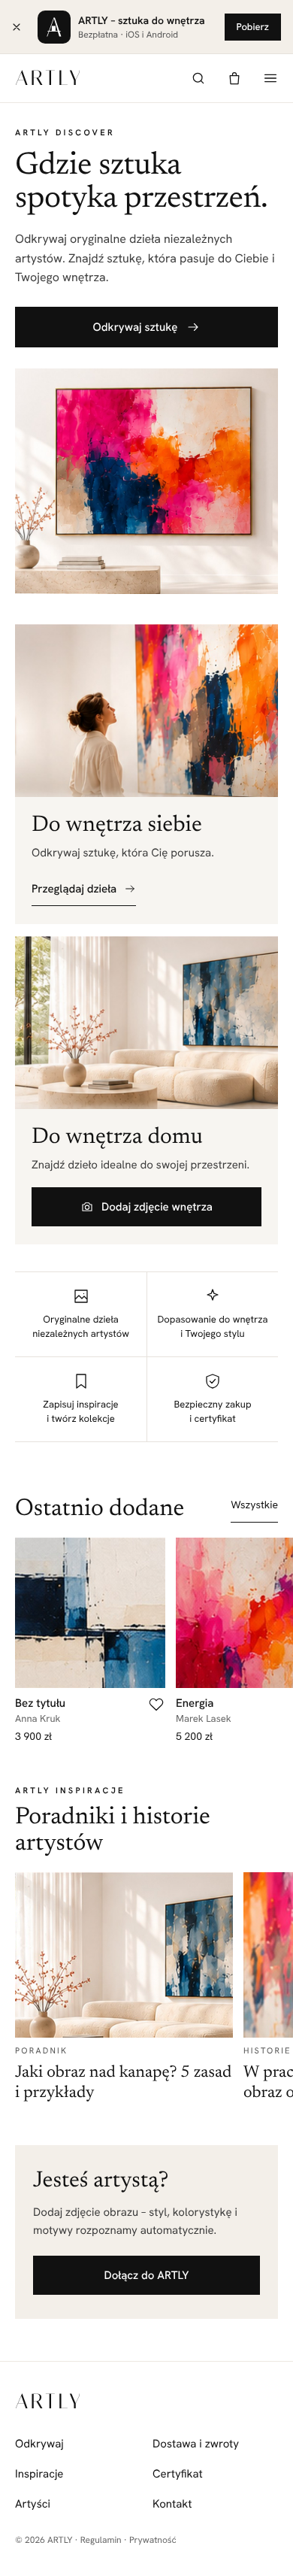 ARTLY – sztuka do wnętrza
Bezpłatna · iOS i Android
Pobierz
ARTLY
ARTLY DISCOVER
Gdzie sztuka
spotyka przestrzeń.
Odkrywaj oryginalne dzieła niezależnych
artystów. Znajdź sztukę, która pasuje do Ciebie i
Twojego wnętrza.
Odkrywaj sztukę →
Do wnętrza siebie
Odkrywaj sztukę, która Cię porusza.
Przeglądaj dzieła →
Do wnętrza domu
Znajdź dzieło idealne do swojej przestrzeni.
Dodaj zdjęcie wnętrza
Oryginalne dzieła
niezależnych artystów
Dopasowanie do wnętrza
i Twojego stylu
Zapisuj inspiracje
i twórz kolekcje
Bezpieczny zakup
i certyfikat
Ostatnio dodane
Wszystkie
Bez tytułu
Anna Kruk
3 900 zł
Energia
Marek Lasek
5 200 zł
ARTLY INSPIRACJE
Poradniki i historie
artystów
PORADNIK
Jaki obraz nad kanapę? 5 zasad
i przykłady
HISTORIE
W prac
obraz o
Jesteś artystą?
Dodaj zdjęcie obrazu – styl, kolorystykę i
motywy rozpoznamy automatycznie.
Dołącz do ARTLY
ARTLY
Odkrywaj
Dostawa i zwroty
Inspiracje
Certyfikat
Artyści
Kontakt
© 2026 ARTLY · Regulamin · Prywatność